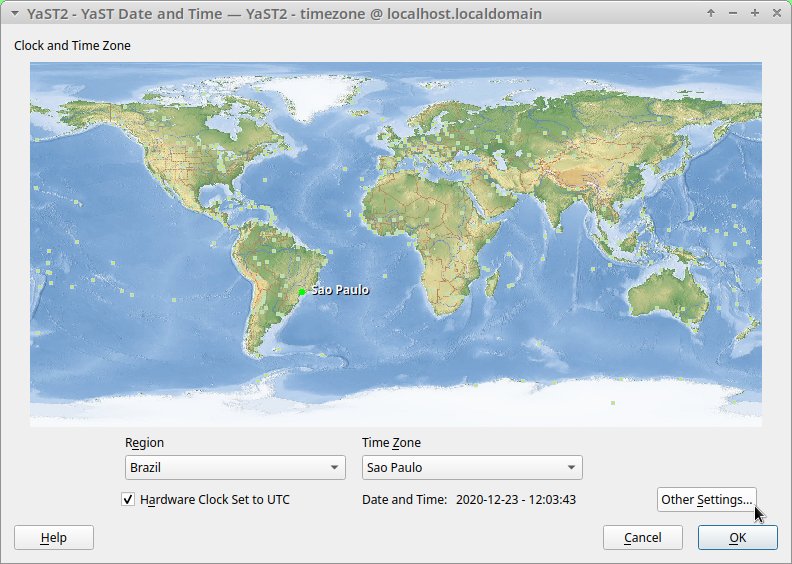 YaST2 - YaST Date and Time — YaST2 - timezone @ localhost.localdomain
Clock and Time Zone
Sao Paulo
Region
Time Zone
Brazil
Sao Paulo
Hardware Clock Set to UTC
Date and Time: 2020-12-23 - 12:03:43
Other Settings...
Help
Cancel
OK